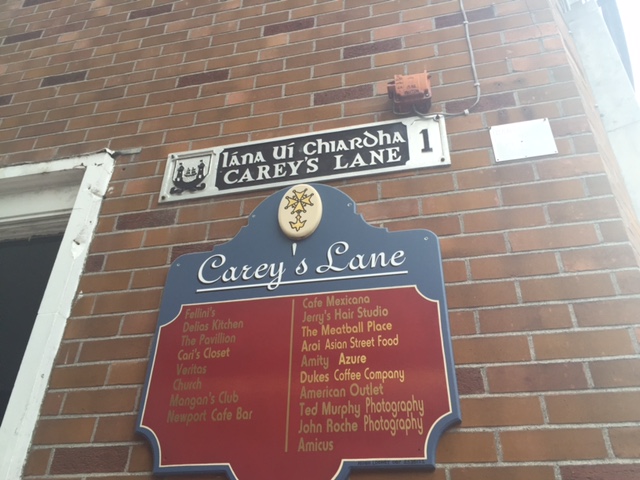 Lána Uí Chiardha
CAREY'S LANE
1
Carey's Lane
Fellini's
Delias Kitchen
The Pavilion
Cari's Closet
Veritas
Church
Mangan's Club
Newport Cafe Bar
Cafe Mexicana
Jerry's Hair Studio
The Meatball Place
Aroi Asian Street Food
Amity Azure
Dukes Coffee Company
American Outlet
Ted Murphy Photography
John Roche Photography
Amicus